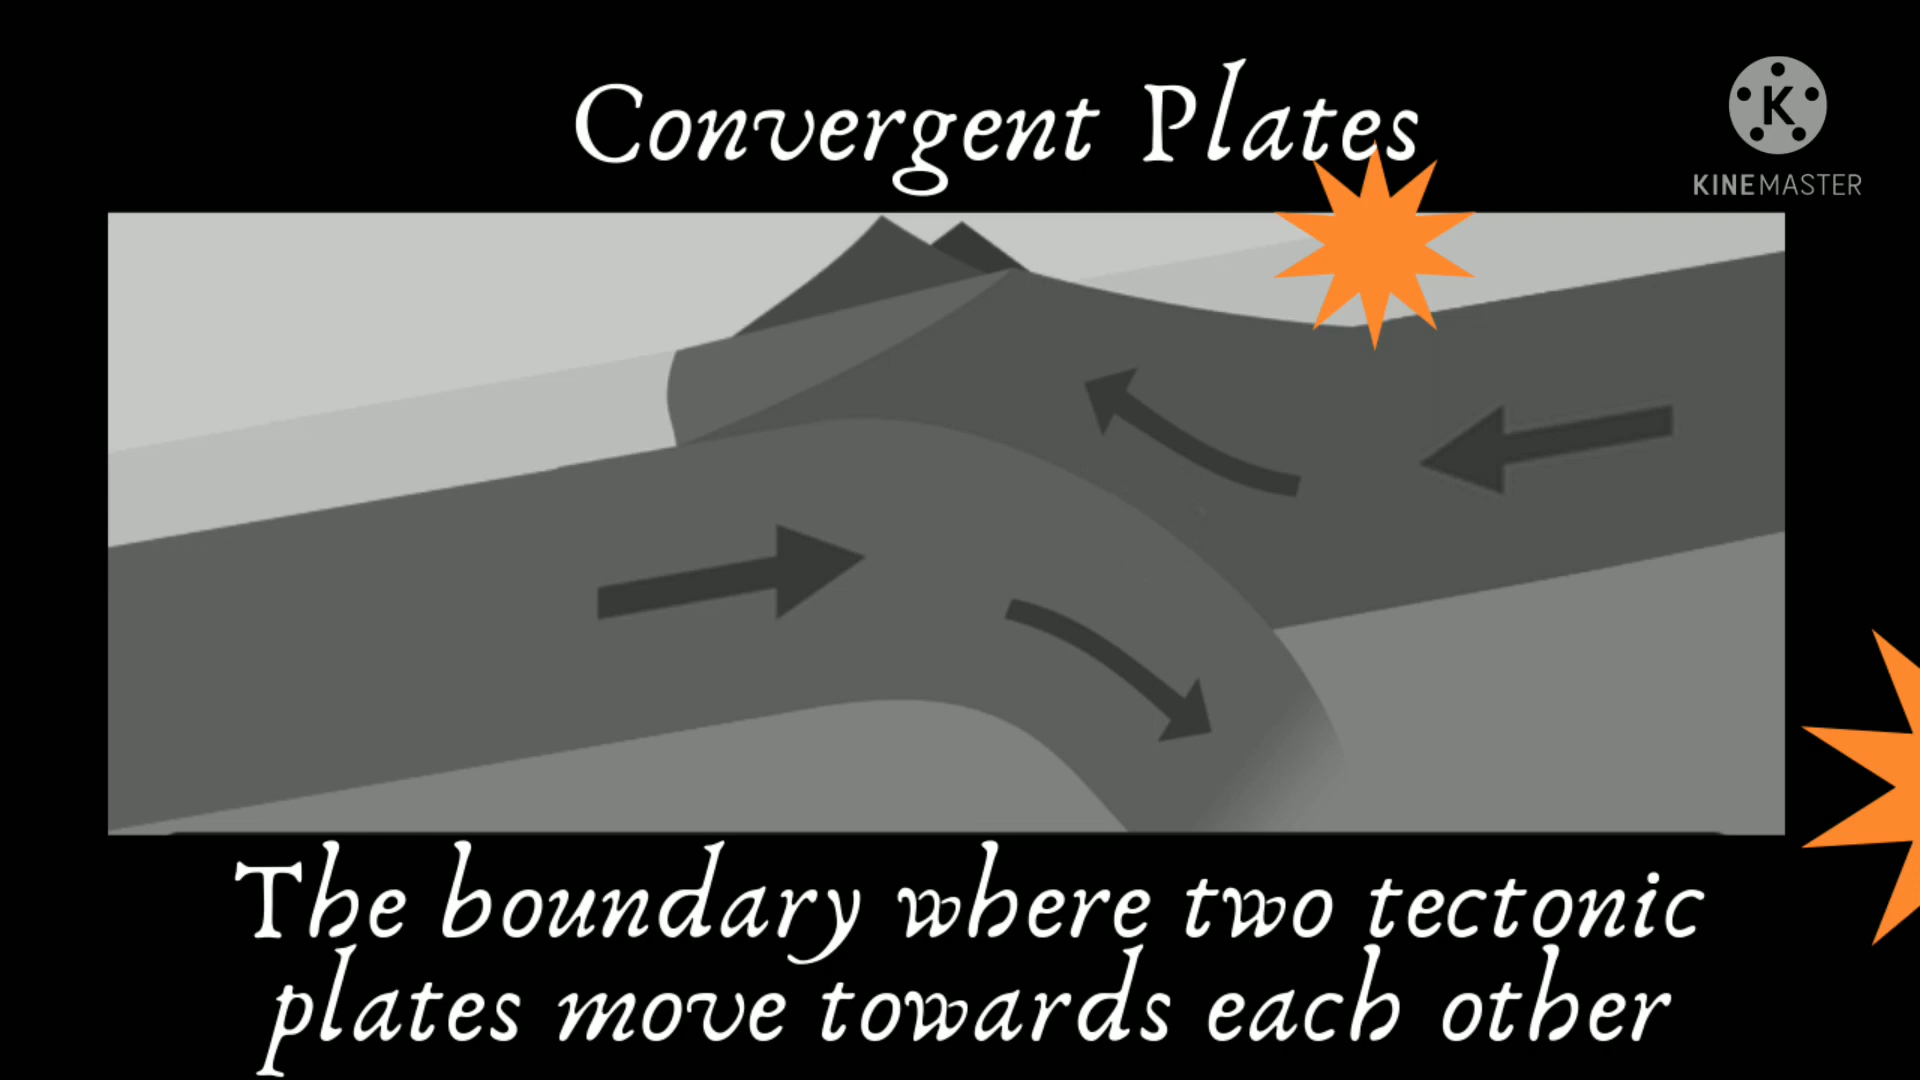 Convergent Plates
K
KINEMASTER
The boundary where two tectonic
plates move towards each other